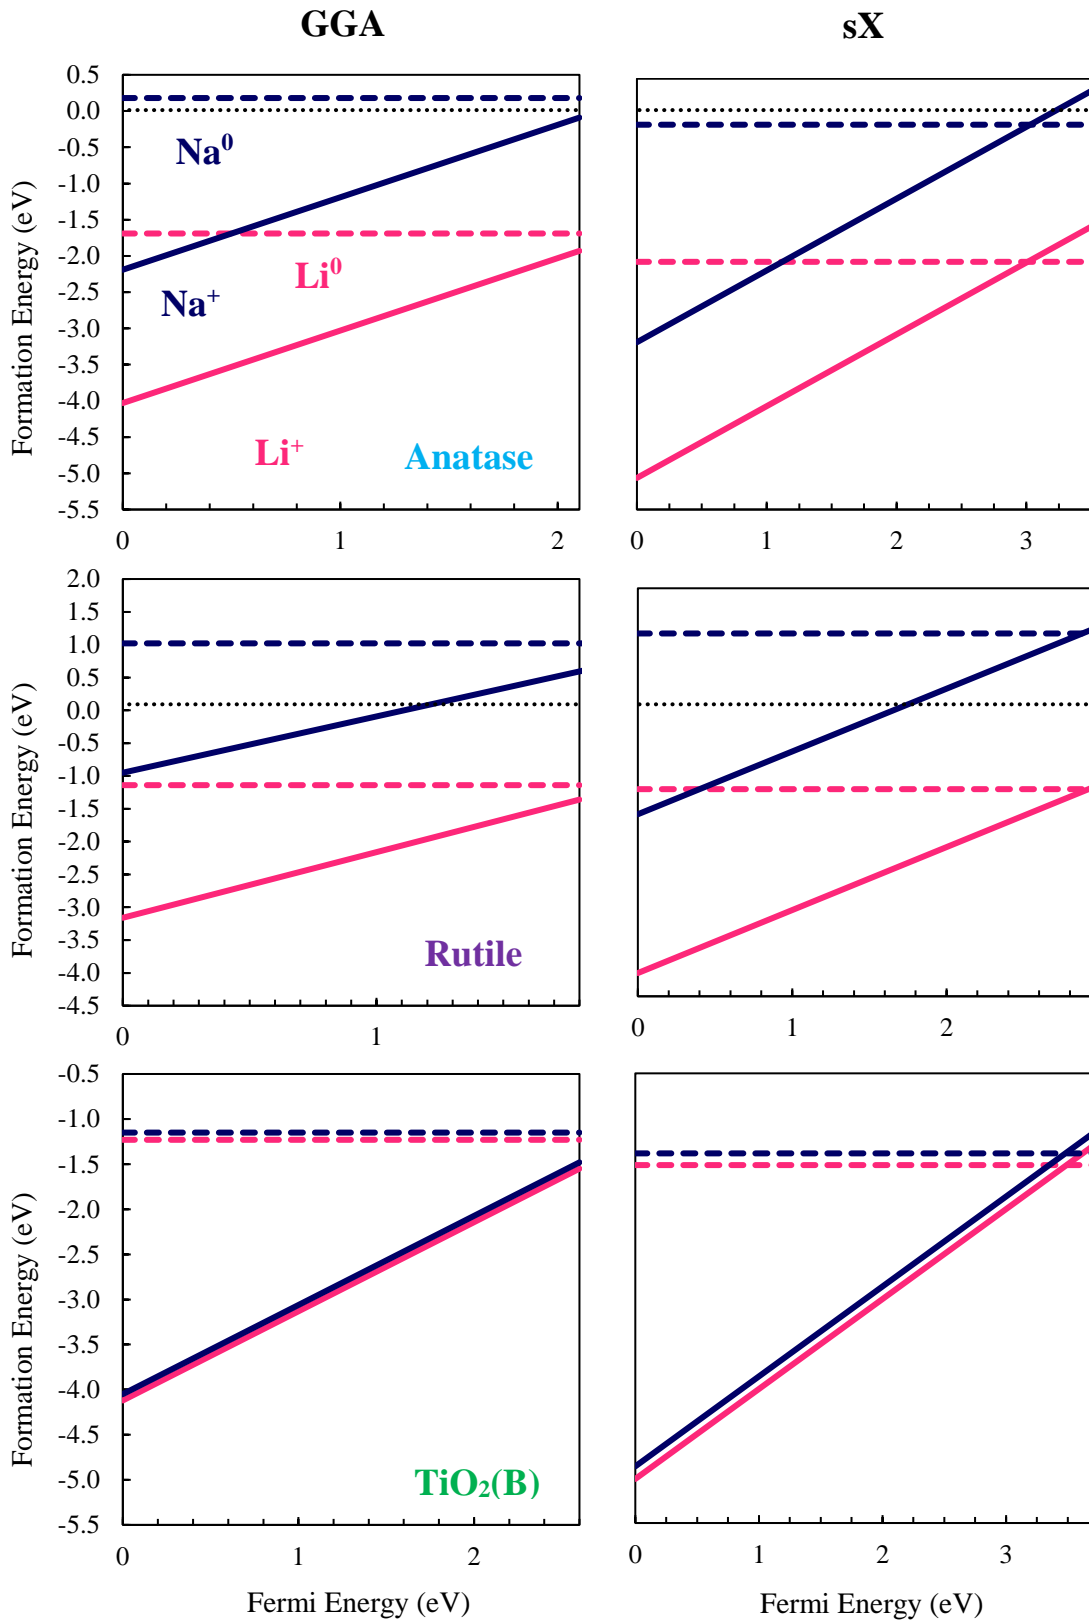 GGA
sX
0.5
0.0
-0.5
-1.0
-1.5
-2.0
-2.5
-3.0
-3.5
-4.0
-4.5
-5.0
-5.5
Formation Energy (eV)
Na⁰
Li⁰
Na⁺
Li⁺
Anatase
0 1 2
0 1 2 3
2.0
1.5
1.0
0.5
0.0
-0.5
-1.0
-1.5
-2.0
-2.5
-3.0
-3.5
-4.0
-4.5
Formation Energy (eV)
Rutile
0 1
0 1 2
-0.5
-1.0
-1.5
-2.0
-2.5
-3.0
-3.5
-4.0
-4.5
-5.0
-5.5
Formation Energy (eV)
TiO₂(B)
0 1 2
0 1 2 3
Fermi Energy (eV)
Fermi Energy (eV)